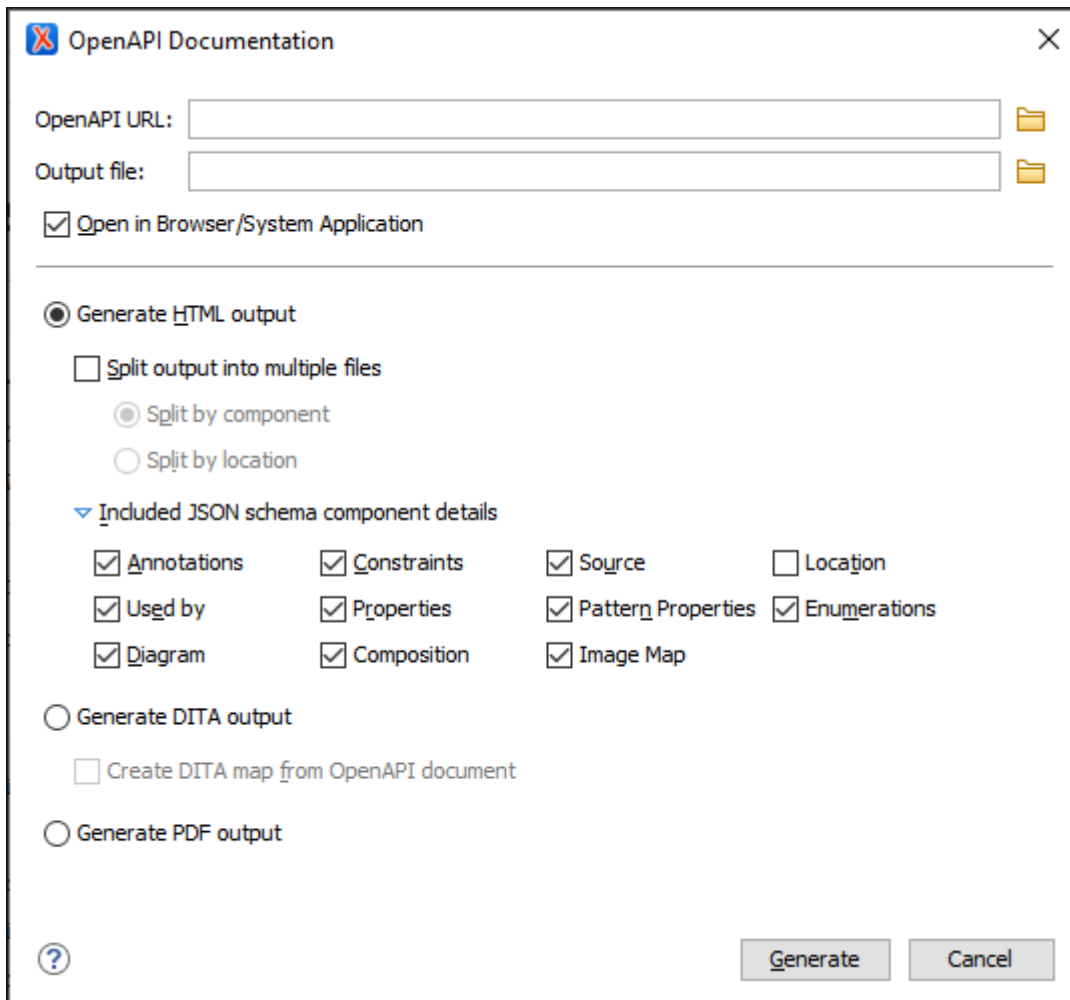 OpenAPI Documentation
OpenAPI URL:
Output file:
Open in Browser/System Application
Generate HTML output
Split output into multiple files
Split by component
Split by location
Included JSON schema component details
Annotations Constraints Source Location
Used by Properties Pattern Properties Enumerations
Diagram Composition Image Map
Generate DITA output
Create DITA map from OpenAPI document
Generate PDF output
? Generate Cancel